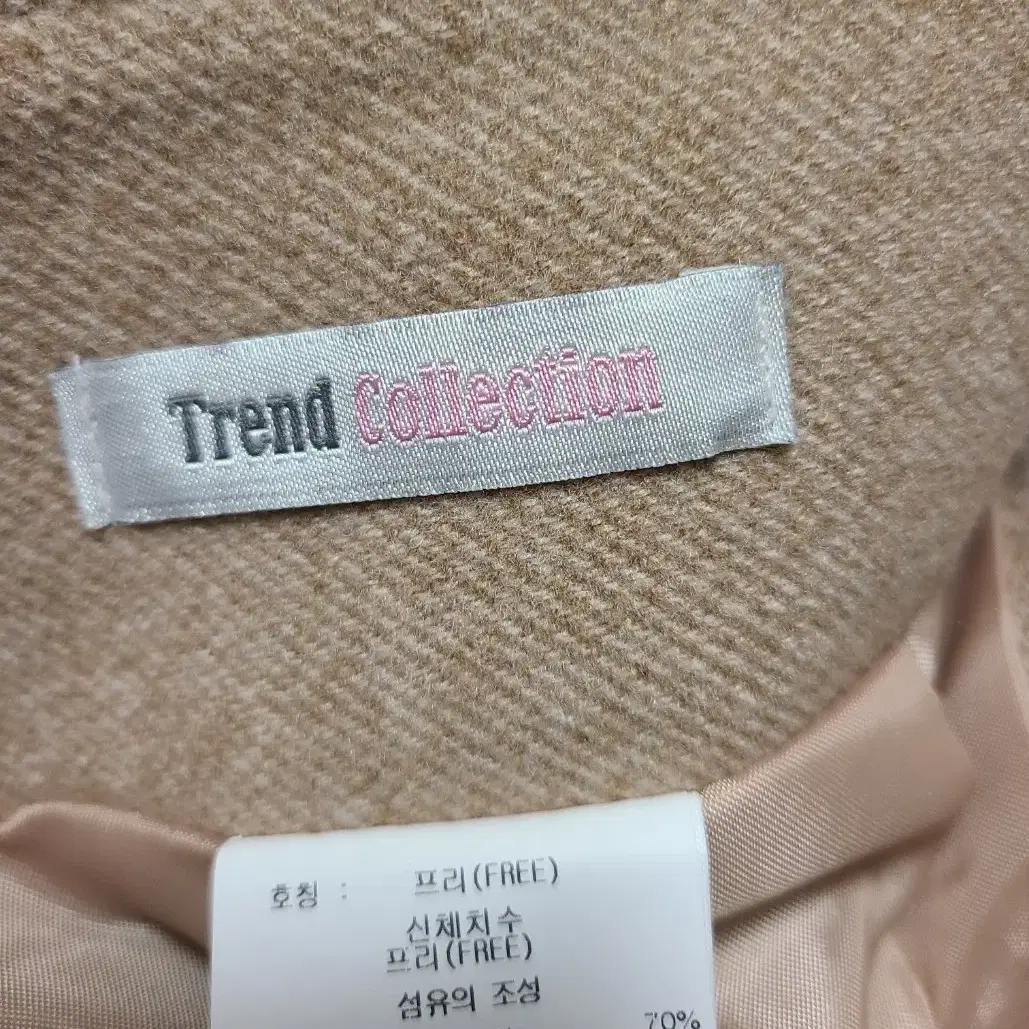 Trend Collection
호칭 : 프리(FREE)
신체치수
프리(FREE)
섬유의 조성
70%